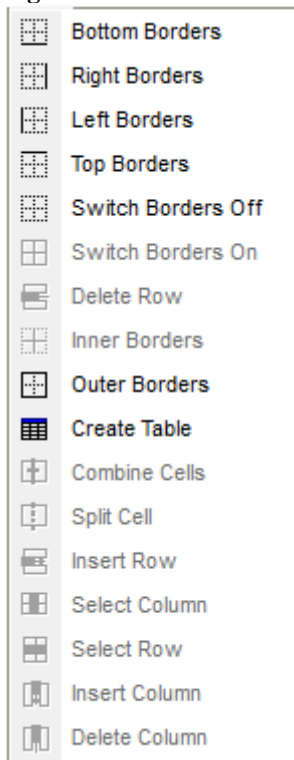 Bottom Borders
Right Borders
Left Borders
Top Borders
Switch Borders Off
Switch Borders On
Delete Row
Inner Borders
Outer Borders
Create Table
Combine Cells
Split Cell
Insert Row
Select Column
Select Row
Insert Column
Delete Column